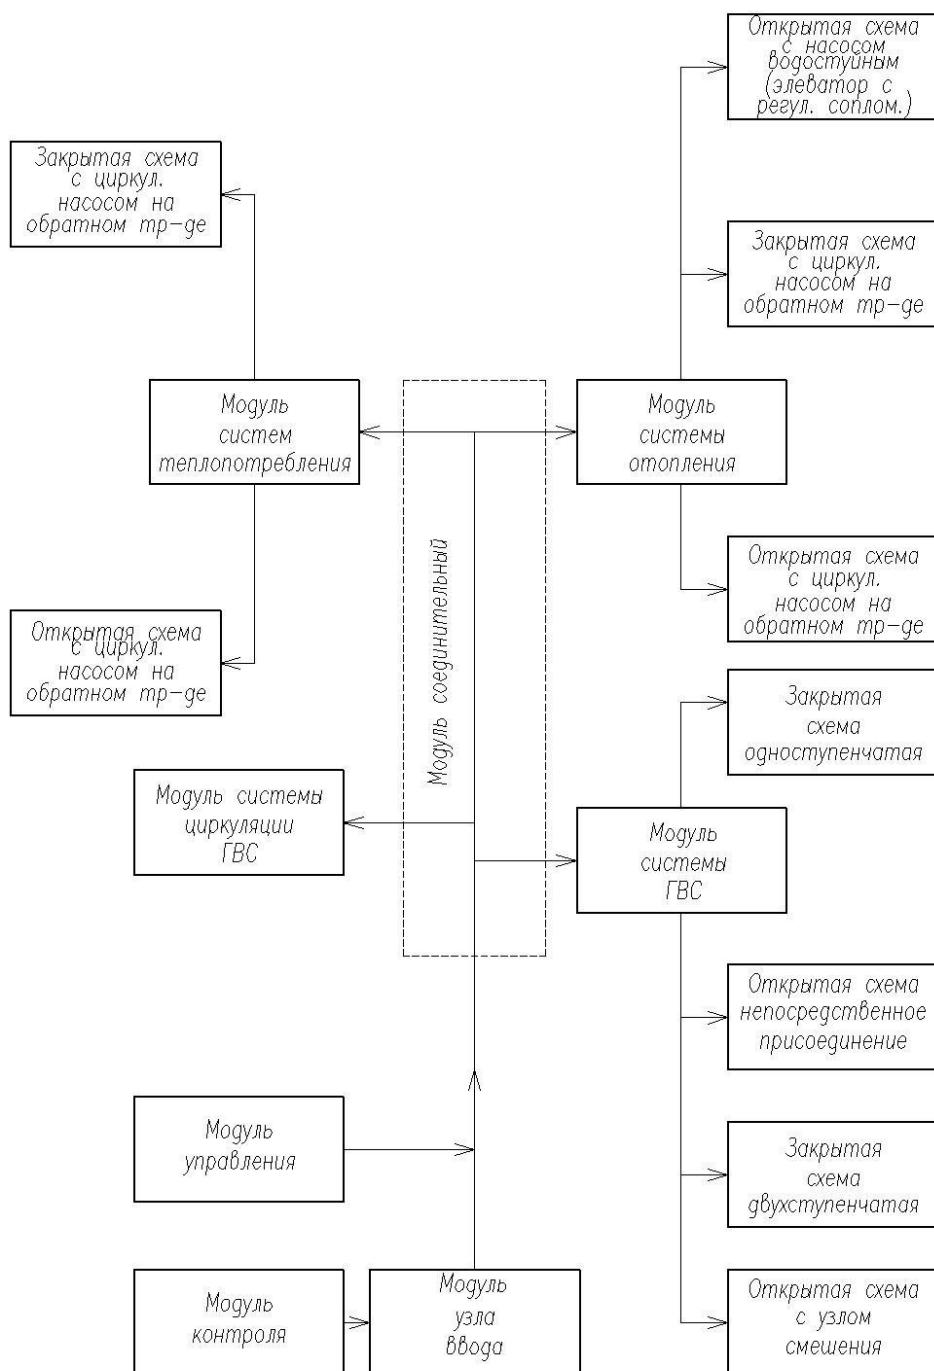 Открытая схема
с насосом
водостуйным
(элеватор с
регул. соплом.)
Закрытая схема
с циркул.
насосом на
обратном тр-де
Закрытая схема
с циркул.
насосом на
обратном тр-де
Модуль
систем
теплопотребления
Модуль
системы
отопления
Модуль соединительный
Открытая схема
с циркул.
насосом на
обратном тр-де
Открытая схема
с циркул.
насосом на
обратном тр-де
Закрытая
схема
одноступенчатая
Модуль системы
циркуляции
ГВС
Модуль
системы
ГВС
Открытая схема
непосредственное
присоединение
Модуль
управления
Закрытая
схема
двухступенчатая
Модуль
контроля
Модуль
узла
ввода
Открытая схема
с узлом
смешения